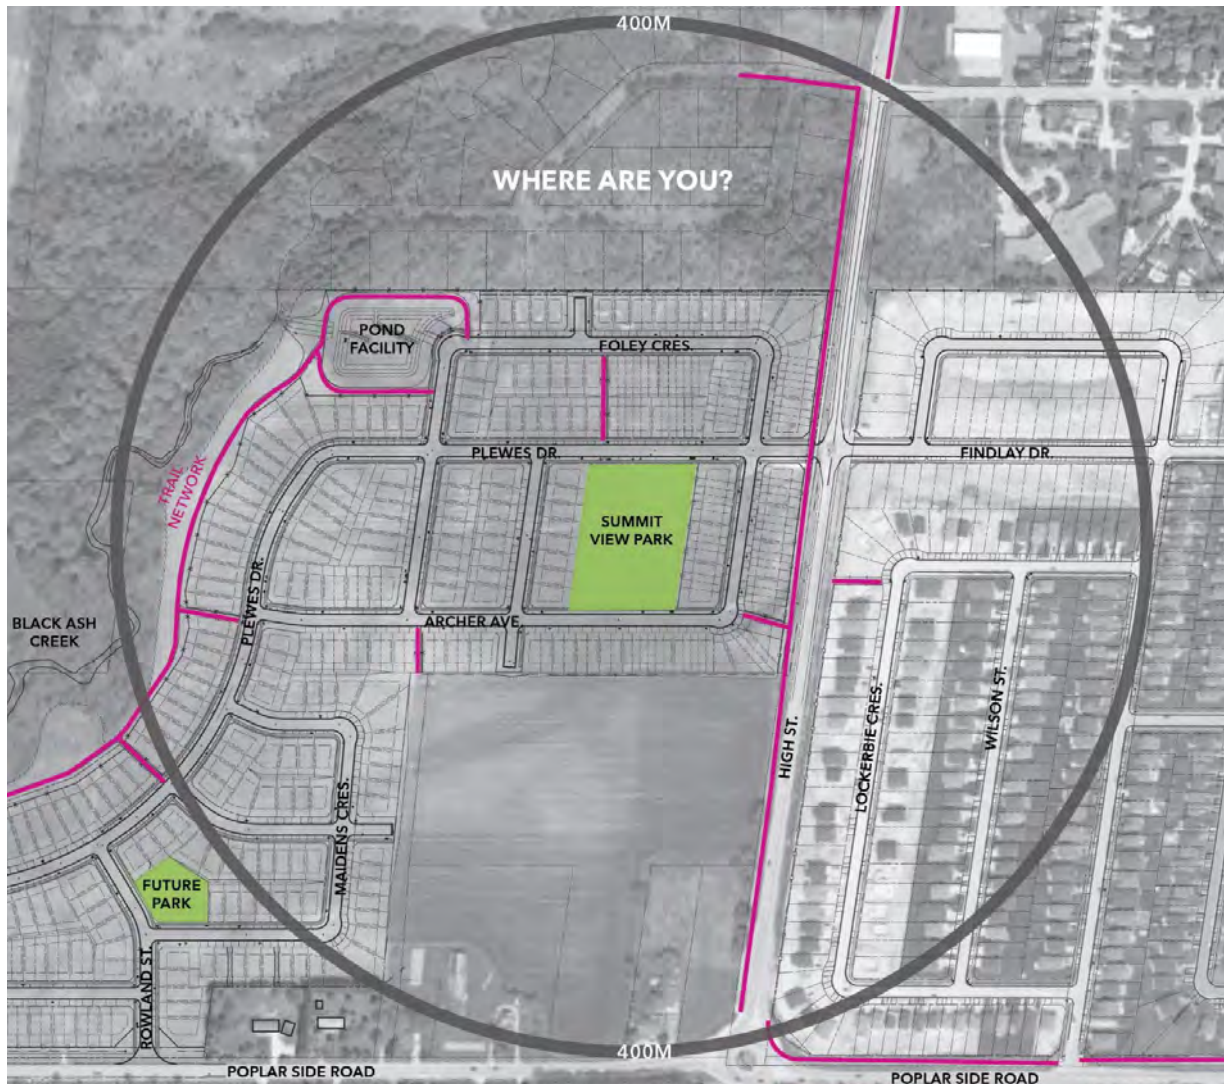 400M
WHERE ARE YOU?
POND
FACILITY
FOLEY CRES.
PLEWES DR.
FINDLAY DR.
TRAIL
NETWORK
SUMMIT
VIEW PARK
PLEWES DR.
BLACK ASH
CREEK
ARCHER AVE.
HIGH ST.
LOCKERBIE CRES.
WILSON ST.
MAIDENS CRES.
FUTURE
PARK
ROWLAND ST.
400M
POPLAR SIDE ROAD
POPLAR SIDE ROAD